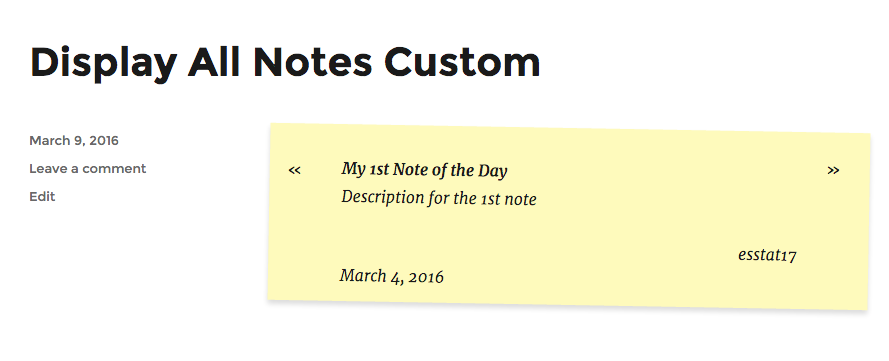 Display All Notes Custom
March 9, 2016
Leave a comment
Edit
« My 1st Note of the Day »
Description for the 1st note
esstat17
March 4, 2016